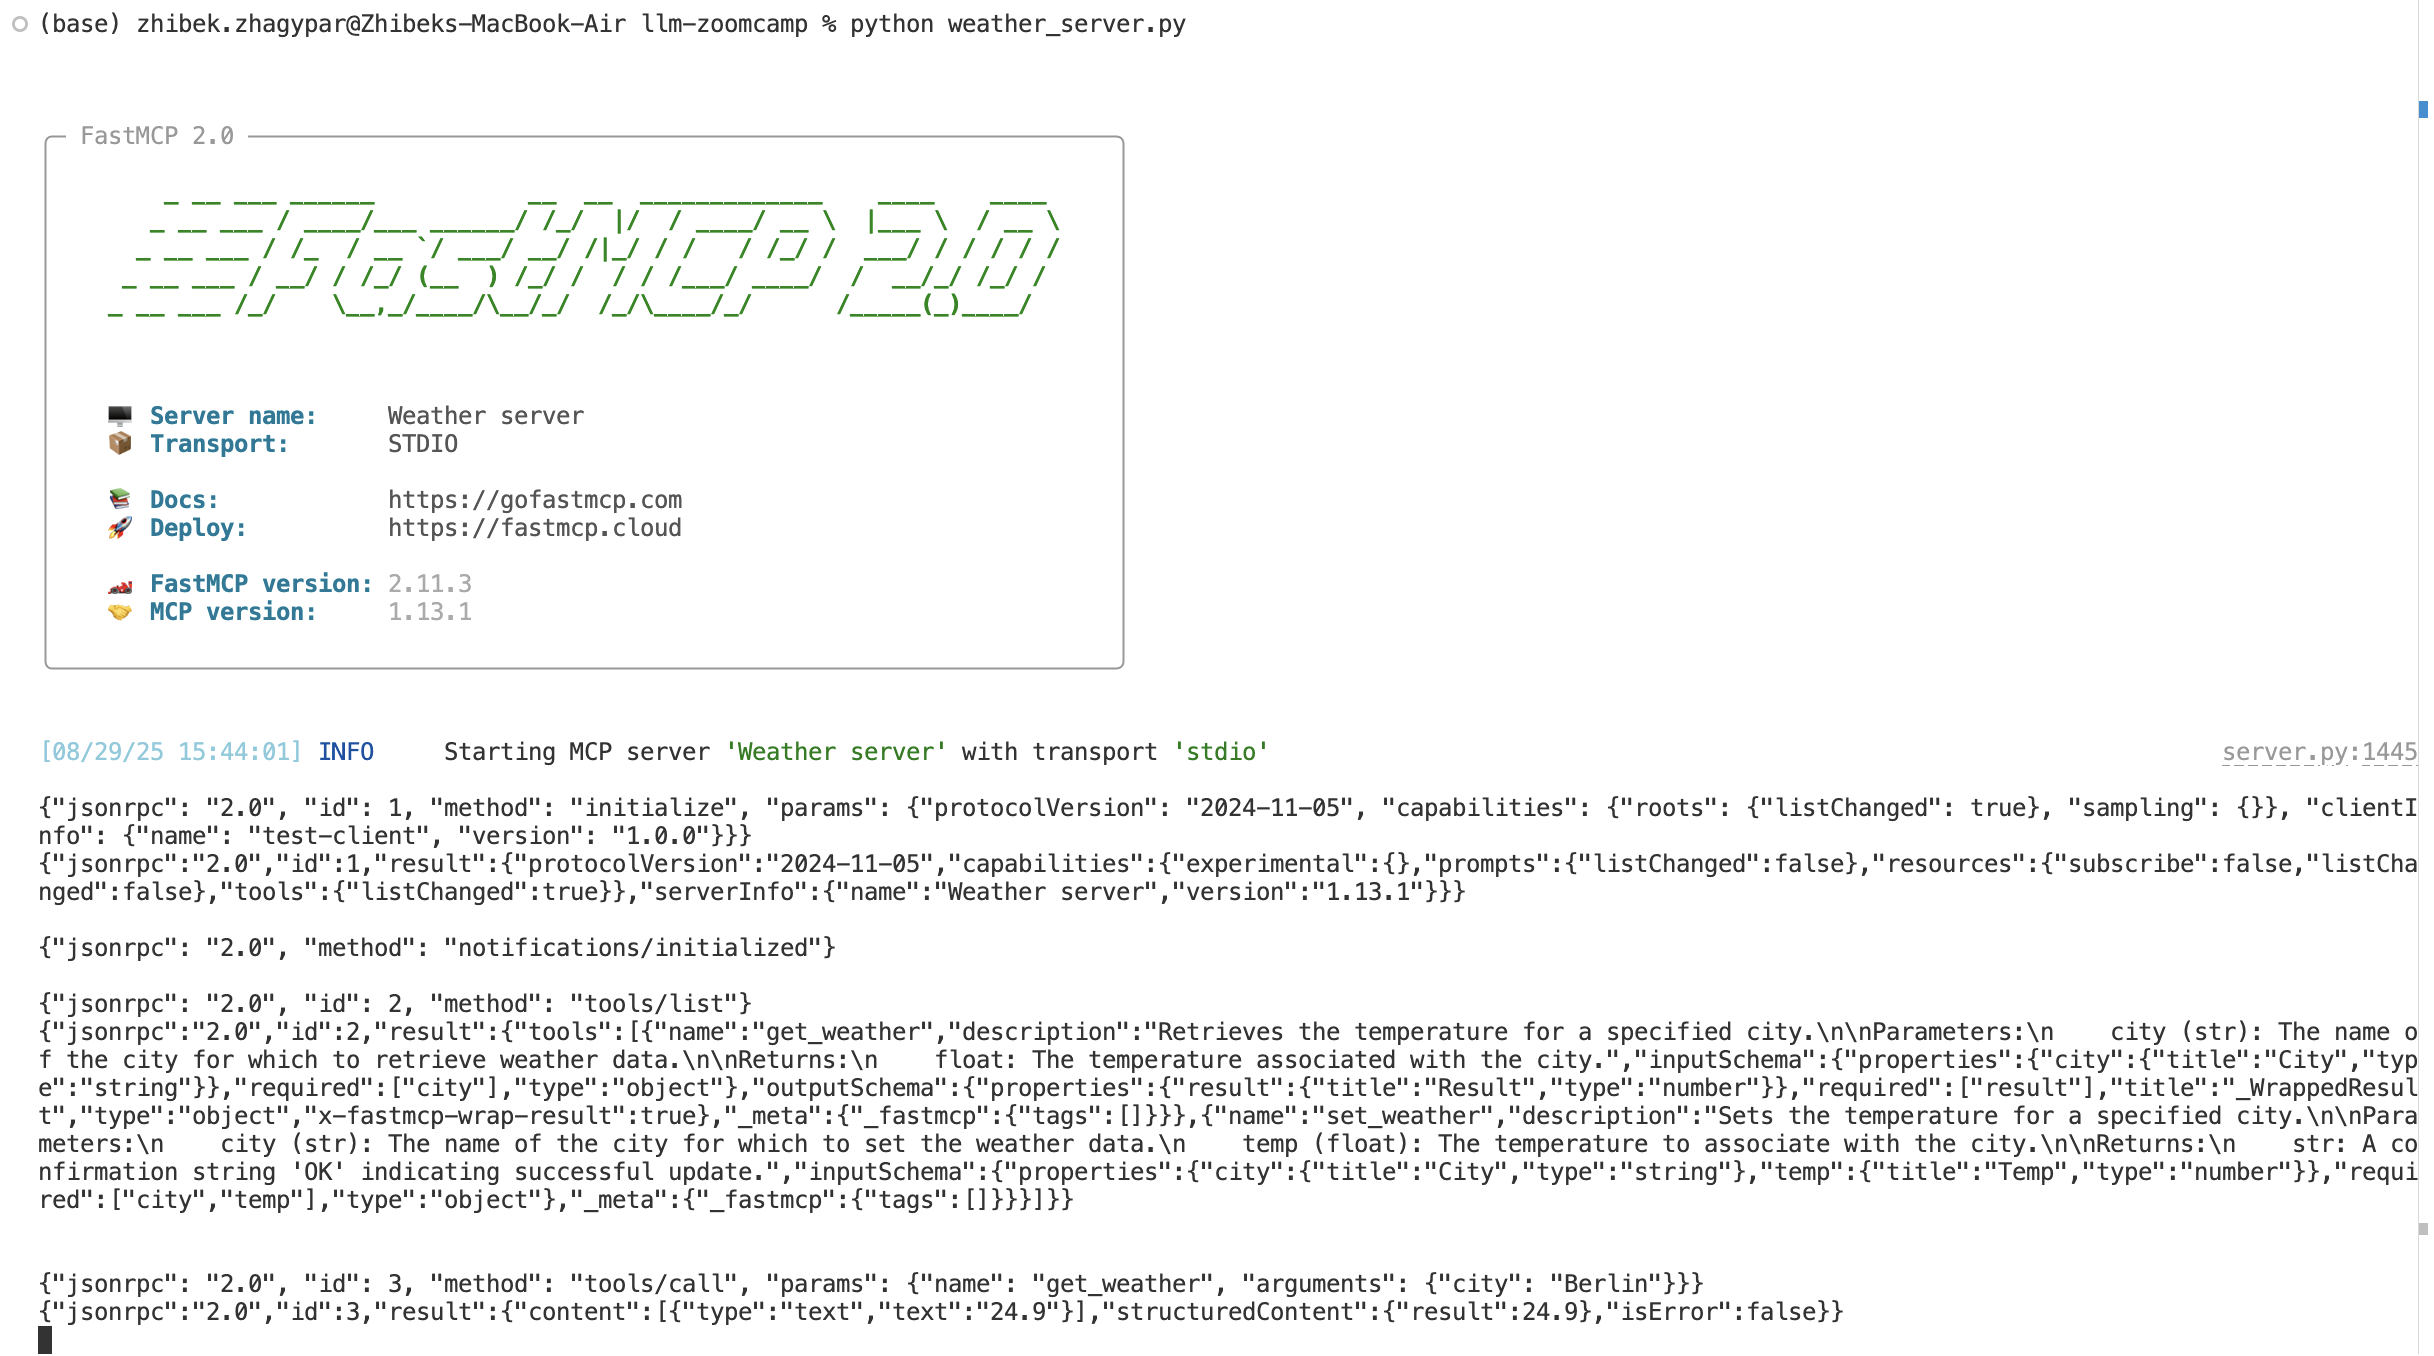 (base) zhibek.zhagypar@Zhibeks-MacBook-Air llm-zoomcamp % python weather_server.py
FastMCP 2.0
FastMCP 2.0
Server name: Weather server
Transport: STDIO
Docs: https://gofastmcp.com
Deploy: https://fastmcp.cloud
FastMCP version: 2.11.3
MCP version: 1.13.1
[08/29/25 15:44:01] INFO Starting MCP server 'Weather server' with transport 'stdio' server.py:1445
{"jsonrpc": "2.0", "id": 1, "method": "initialize", "params": {"protocolVersion": "2024-11-05", "capabilities": {"roots": {"listChanged": true}, "sampling": {}}, "clientI
nfo": {"name": "test-client", "version": "1.0.0"}}}
{"jsonrpc":"2.0","id":1,"result":{"protocolVersion":"2024-11-05","capabilities":{"experimental":{},"prompts":{"listChanged":false},"resources":{"subscribe":false,"listCha
nged":false},"tools":{"listChanged":true}},"serverInfo":{"name":"Weather server","version":"1.13.1"}}}
{"jsonrpc": "2.0", "method": "notifications/initialized"}
{"jsonrpc": "2.0", "id": 2, "method": "tools/list"}
{"jsonrpc":"2.0","id":2,"result":{"tools":[{"name":"get_weather","description":"Retrieves the temperature for a specified city.\n\nParameters:\n    city (str): The name o
f the city for which to retrieve weather data.\n\nReturns:\n    float: The temperature associated with the city.","inputSchema":{"properties":{"city":{"title":"City","typ
e":"string"}},"required":["city"],"type":"object"},"outputSchema":{"properties":{"result":{"title":"Result","type":"number"}},"required":["result"],"title":"_WrappedResul
t","type":"object","x-fastmcp-wrap-result":true},"_meta":{"_fastmcp":{"tags":[]}}},{"name":"set_weather","description":"Sets the temperature for a specified city.\n\nPara
meters:\n    city (str): The name of the city for which to set the weather data.\n    temp (float): The temperature to associate with the city.\n\nReturns:\n    str: A co
nfirmation string 'OK' indicating successful update.","inputSchema":{"properties":{"city":{"title":"City","type":"string"},"temp":{"title":"Temp","type":"number"}},"requi
red":["city","temp"],"type":"object"},"_meta":{"_fastmcp":{"tags":[]}}}]}}
{"jsonrpc": "2.0", "id": 3, "method": "tools/call", "params": {"name": "get_weather", "arguments": {"city": "Berlin"}}}
{"jsonrpc":"2.0","id":3,"result":{"content":[{"type":"text","text":"24.9"}],"structuredContent":{"result":24.9},"isError":false}}